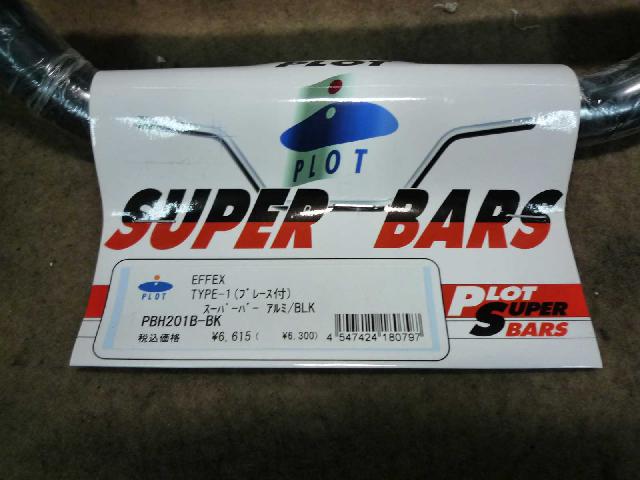 PLOT
PLOT
SUPER BARS
PLOT
EFFEX
TYPE-1(ﾌﾞﾚｰｽ付)
ｽｰﾊﾟｰﾊﾞｰ ｱﾙﾐ/BLK
PBH201B-BK
税込価格 ¥6,615( ¥6,300)
4 547424 180797
PLOT
SUPER
BARS